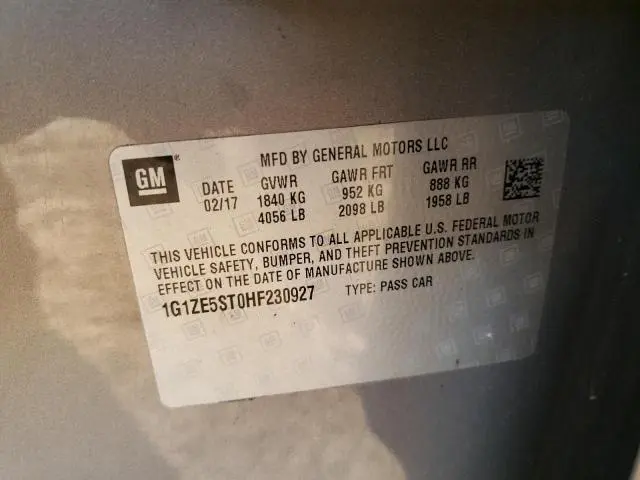 GM
MFD BY GENERAL MOTORS LLC
DATE GVWR GAWR FRT GAWR RR
02/17 1840 KG 952 KG 888 KG
4056 LB 2098 LB 1958 LB
THIS VEHICLE CONFORMS TO ALL APPLICABLE U.S. FEDERAL MOTOR
VEHICLE SAFETY, BUMPER, AND THEFT PREVENTION STANDARDS IN
EFFECT ON THE DATE OF MANUFACTURE SHOWN ABOVE.
1G1ZE5ST0HF230927 TYPE: PASS CAR